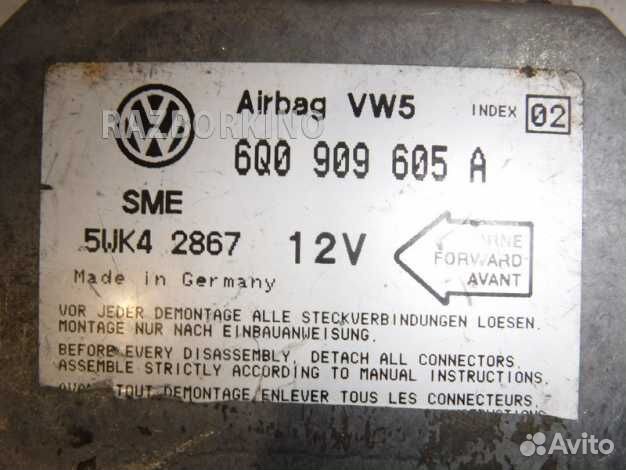 Airbag VW5 INDEX 02
RAZBORKINO
6Q0 909 605 A
SME
5WK4 2867 12V
FORWARD
AVANT
Made in Germany
VOR JEDER DEMONTAGE ALLE STECKVERBINDUNGEN LOESEN.
MONTAGE NUR NACH EINBAUANWEISUNG.
BEFORE EVERY DISASSEMBLY, DETACH ALL CONNECTORS.
ASSEMBLE STRICTLY ACCORDING TO MANUAL INSTRUCTIONS.
TOUT DEMONTAGE, ENLEVER TOUS LES CONNECTEURS.
Avito